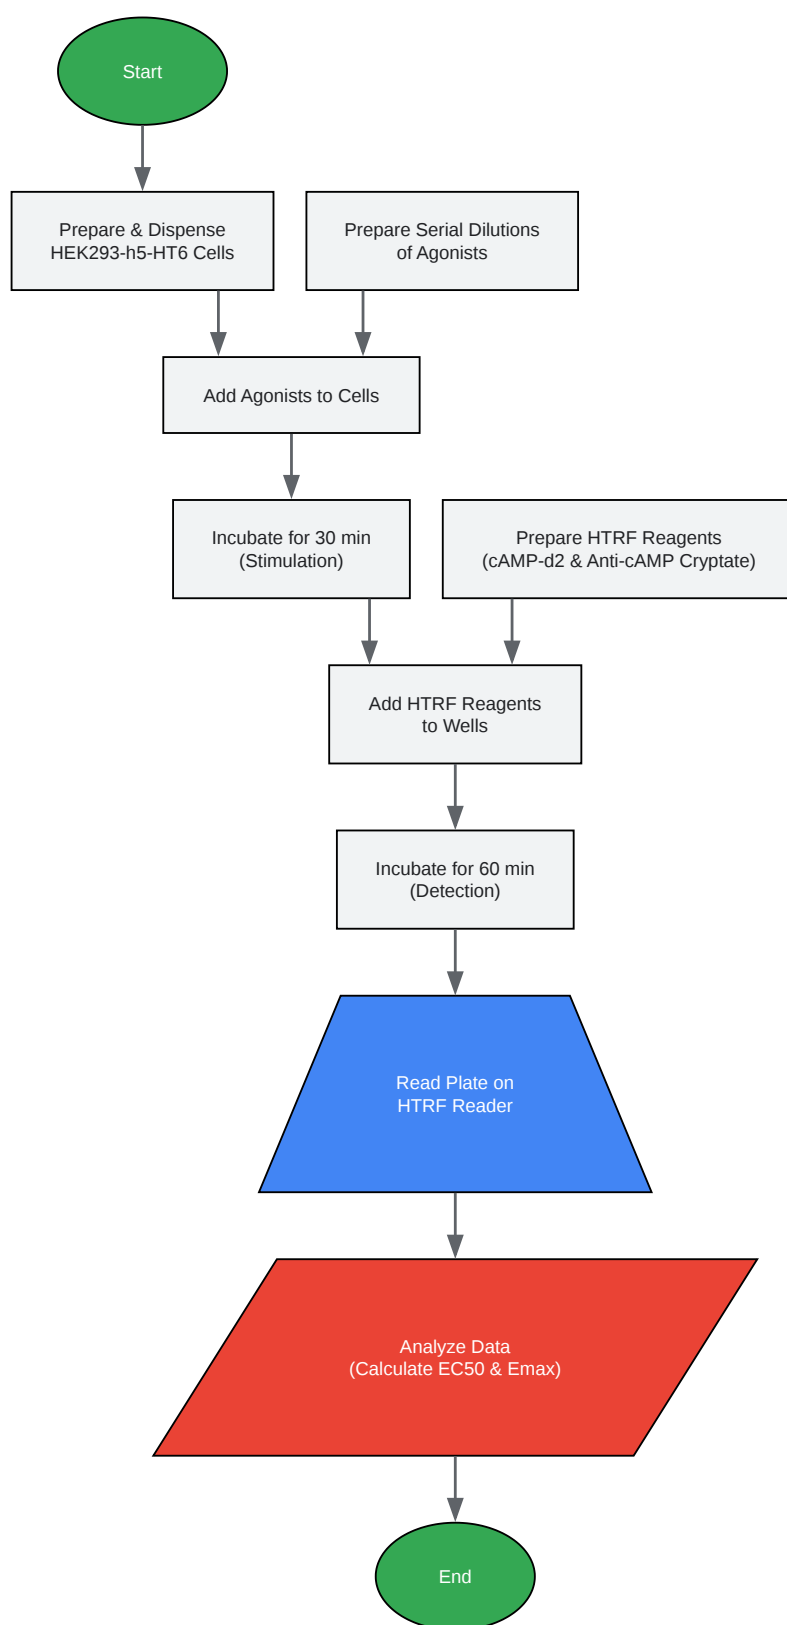 Start
Prepare & Dispense
HEK293-h5-HT6 Cells
Prepare Serial Dilutions
of Agonists
Add Agonists to Cells
Incubate for 30 min
(Stimulation)
Prepare HTRF Reagents
(cAMP-d2 & Anti-cAMP Cryptate)
Add HTRF Reagents
to Wells
Incubate for 60 min
(Detection)
Read Plate on
HTRF Reader
Analyze Data
(Calculate EC50 & Emax)
End